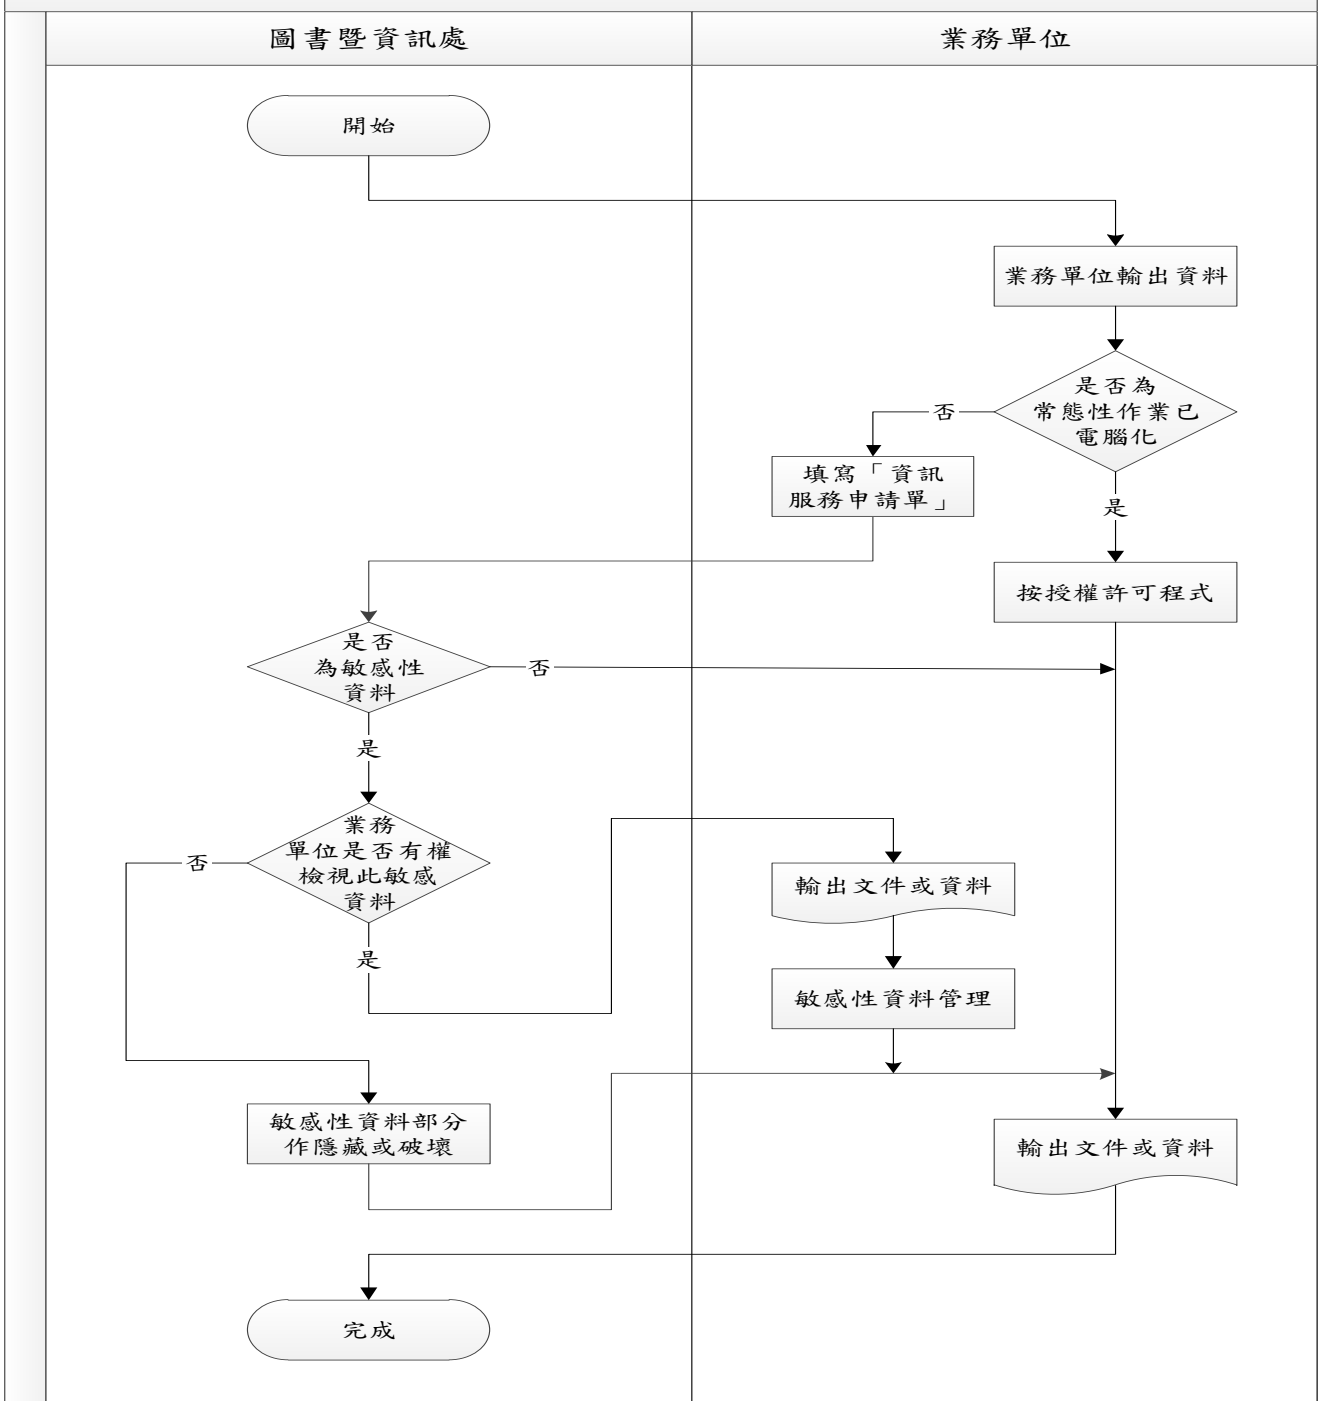 圖書暨資訊處
業務單位
開始
業務單位輸出資料
是否為
常態性作業已
電腦化
否
填寫「資訊
服務申請單」
是
按授權許可程式
是否
為敏感性
資料
否
是
業務
單位是否有權
檢視此敏感
資料
否
是
輸出文件或資料
敏感性資料管理
敏感性資料部分
作隱藏或破壞
輸出文件或資料
完成